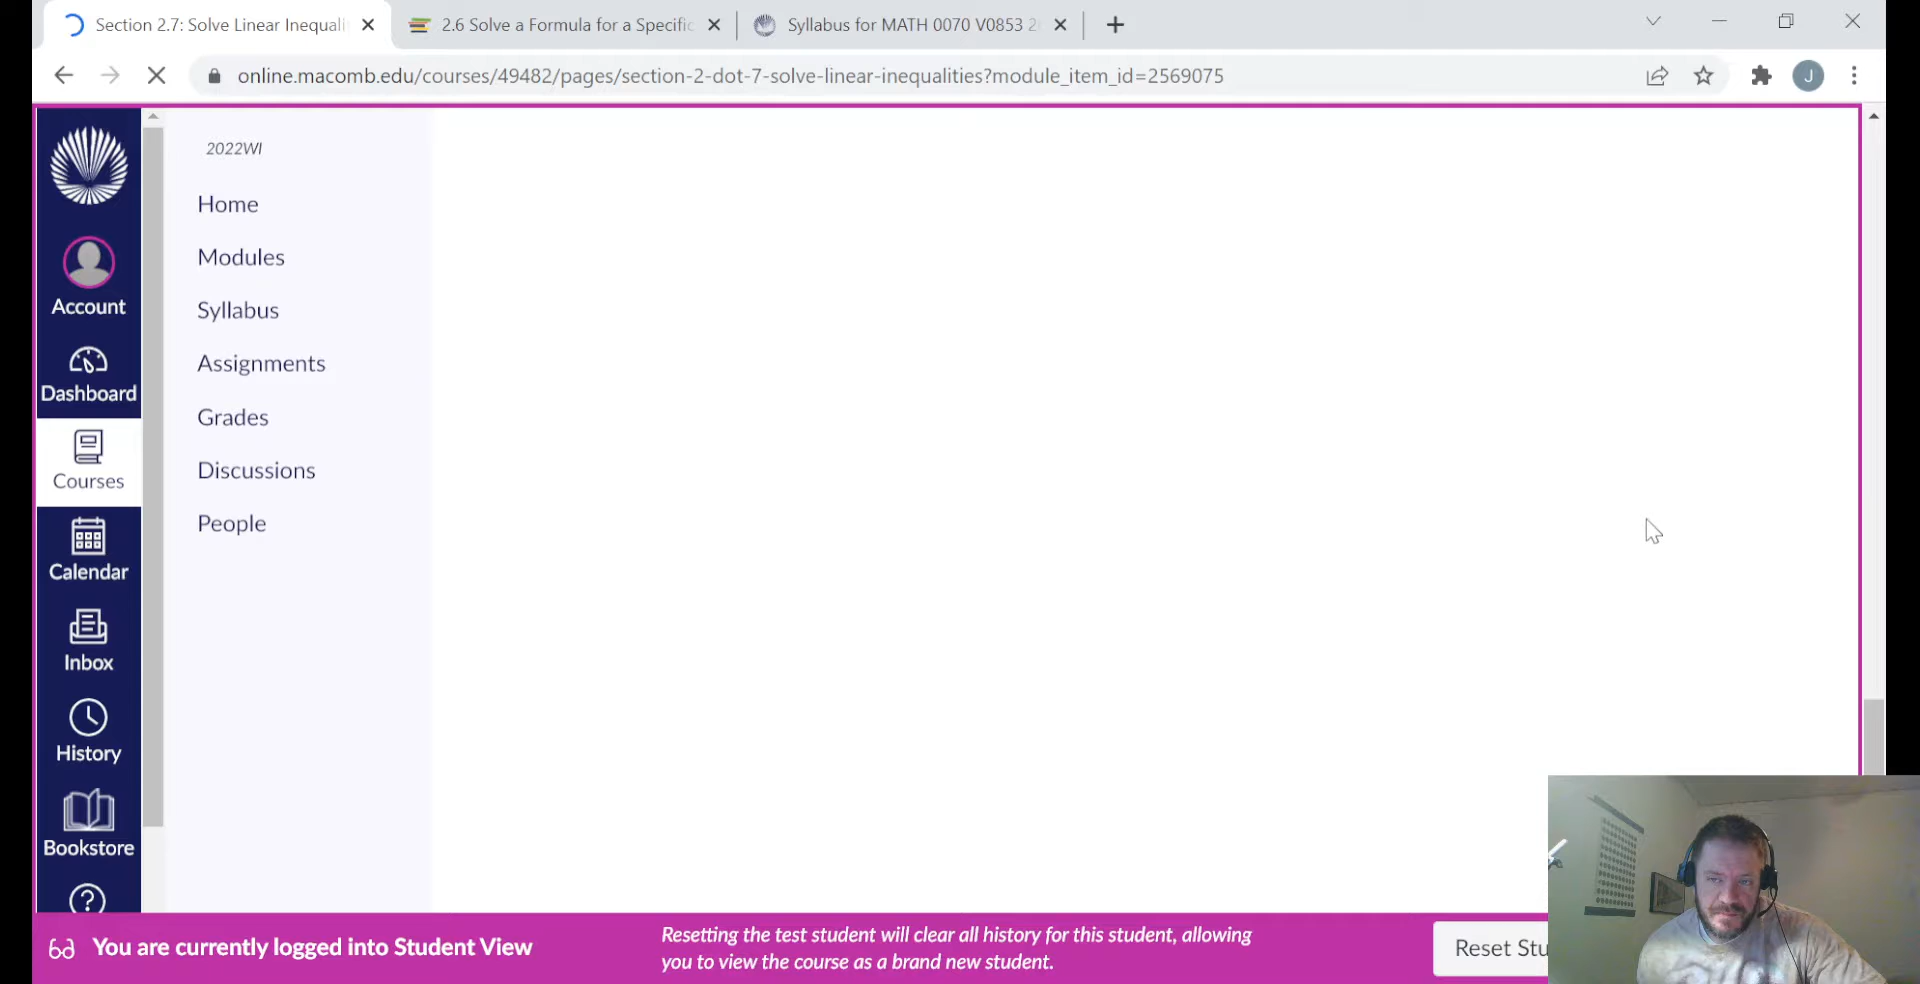 Section 2.7: Solve Linear Inequali
2.6 Solve a Formula for a Specific
Syllabus for MATH 0070 V0853 2
online.macomb.edu/courses/49482/pages/section-2-dot-7-solve-linear-inequalities?module_item_id=2569075
J
Account
Dashboard
Courses
Calendar
Inbox
History
Bookstore
2022WI
Home
Modules
Syllabus
Assignments
Grades
Discussions
People
You are currently logged into Student View
Resetting the test student will clear all history for this student, allowing
you to view the course as a brand new student.
Reset Stu